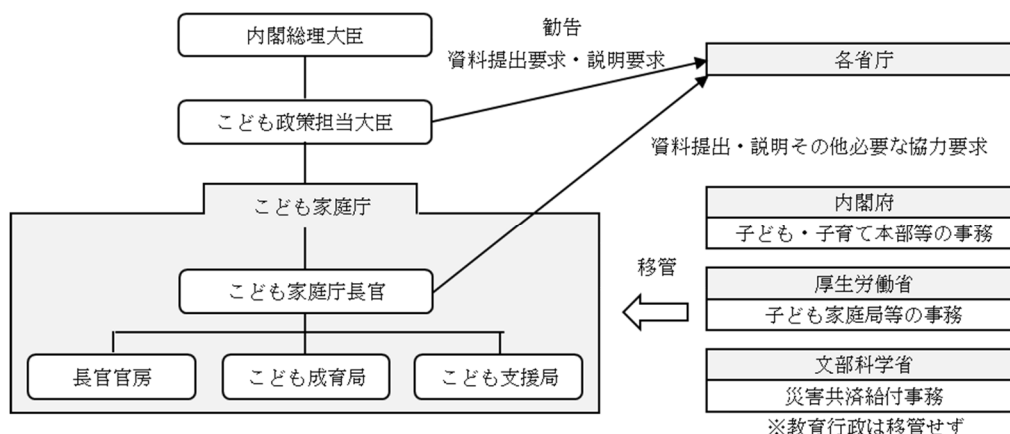 内閣総理大臣
勧告
資料提出要求・説明要求
各省庁
こども政策担当大臣
資料提出・説明その他必要な協力要求
こども家庭庁
内閣府
子ども・子育て本部等の事務
移管
こども家庭庁長官
厚生労働省
子ども家庭局等の事務
長官官房
こども成育局
こども支援局
文部科学省
災害共済給付事務
※教育行政は移管せず